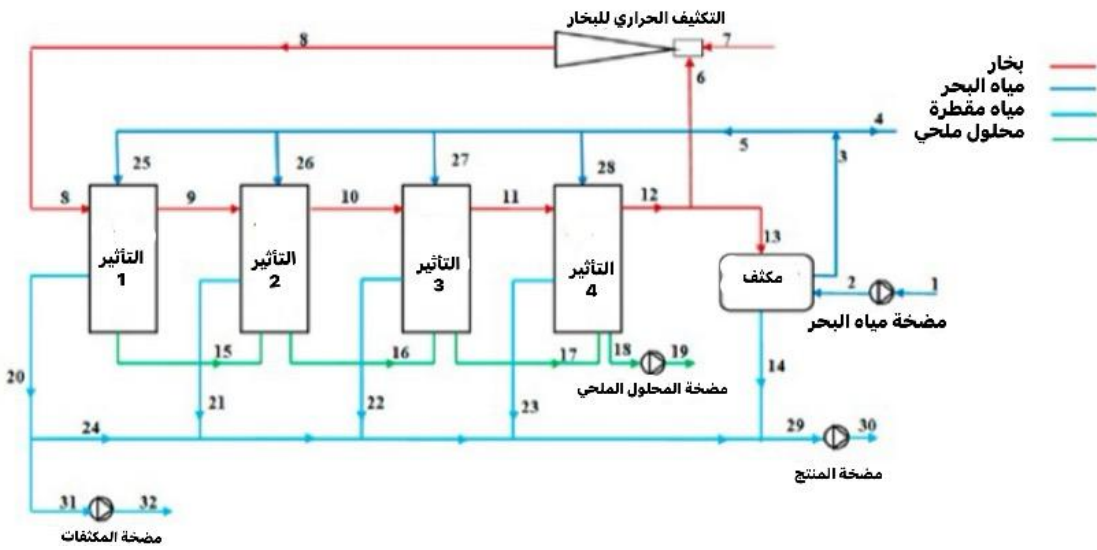 التكثيف الحراري للبخار
8
7
بخار
6
مياه البحر
مياه مقطرة
محلول ملحي
4
5
3
25
26
27
28
8
9
10
11
12
13
التأثير
1
التأثير
2
التأثير
3
التأثير
4
مكثف
2
1
مضخة مياه البحر
15
16
17
18
19
14
مضخة المحلول الملحي
20
21
22
23
24
29
30
مضخة المنتج
31
32
مضخة المكثفات